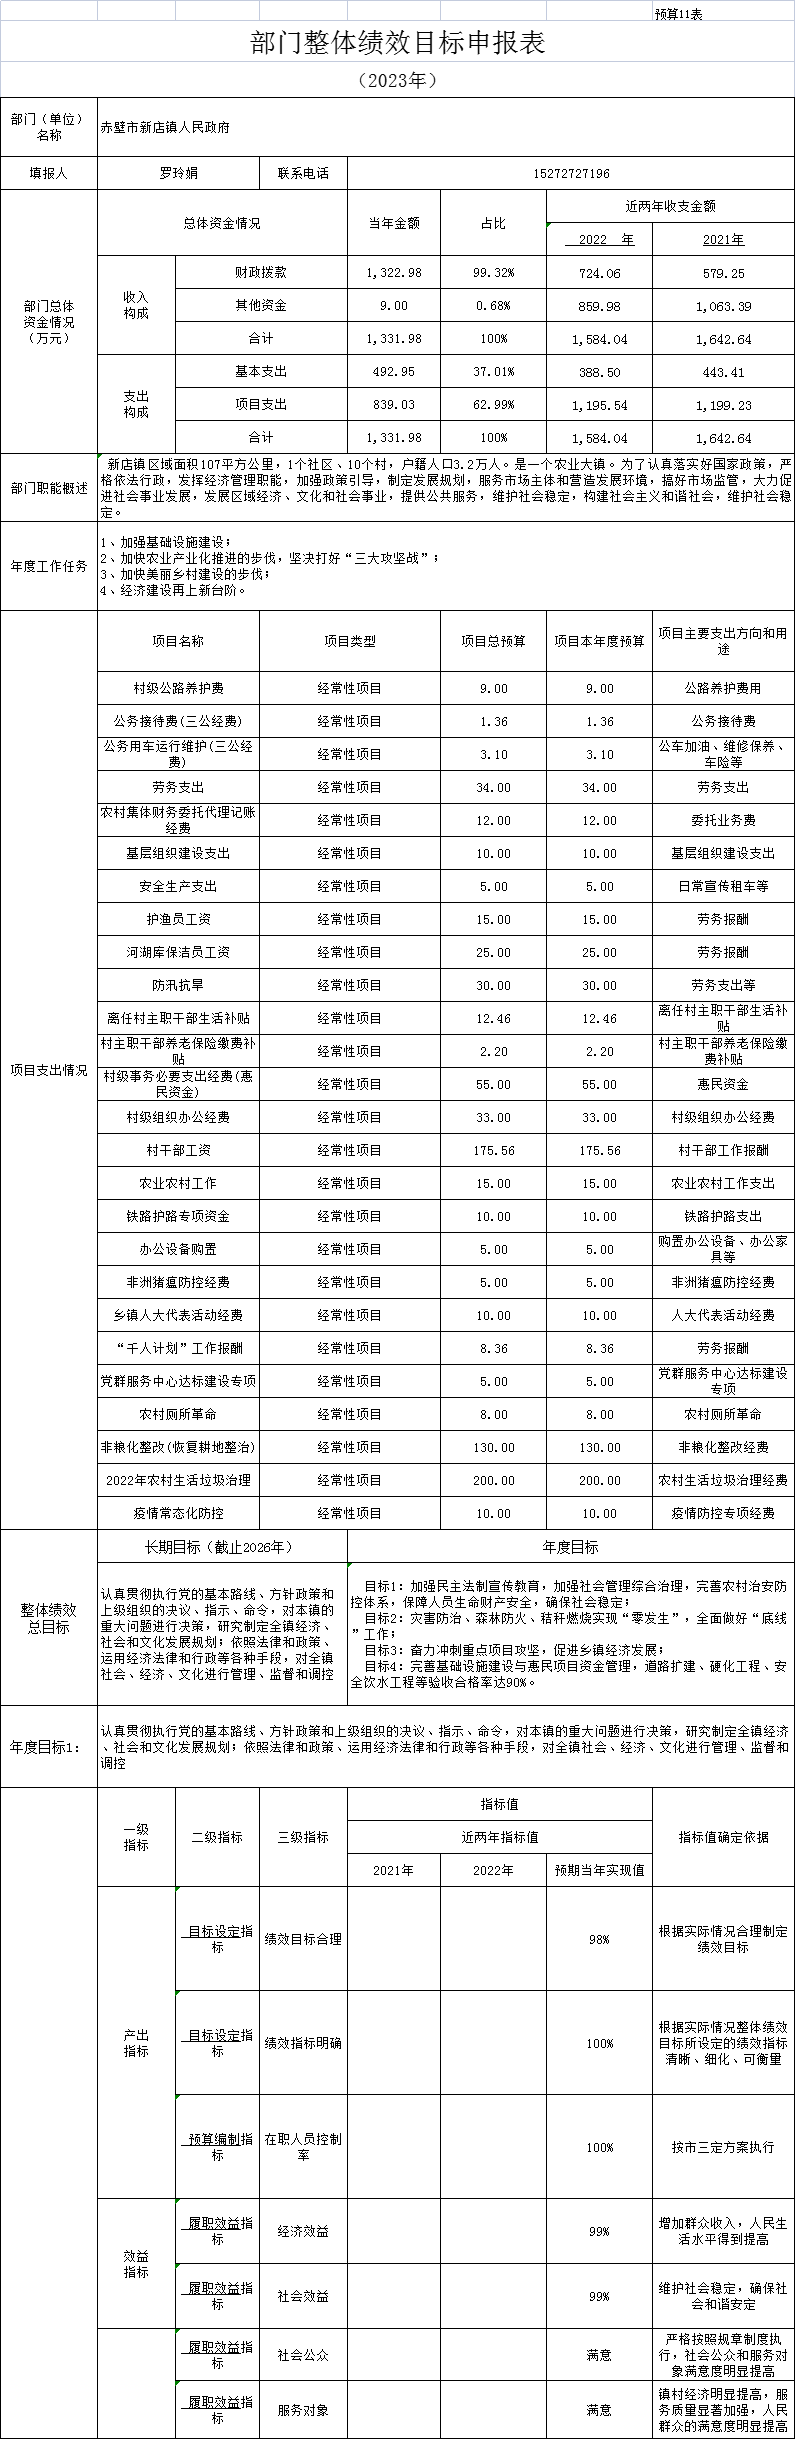 预算11表
部门整体绩效目标申报表
（2023年）
部门（单位）
名称
赤壁市新店镇人民政府
填报人
罗玲娟
联系电话
15272727196
部门总体
资金情况
（万元）
总体资金情况
当年金额
占比
近两年收支金额
2022 年
2021年
收入
构成
财政拨款
1,322.98
99.32%
724.06
579.25
其他资金
9.00
0.68%
859.98
1,063.39
合计
1,331.98
100%
1,584.04
1,642.64
支出
构成
基本支出
492.95
37.01%
388.50
443.41
项目支出
839.03
62.99%
1,195.54
1,199.23
合计
1,331.98
100%
1,584.04
1,642.64
部门职能概述
新店镇区域面积107平方公里，1个社区、10个村，户籍人口3.2万人。是一个农业大镇。为了认真落实好国家政策，严
格依法行政，发挥经济管理职能，加强政策引导，制定发展规划，服务市场主体和营造发展环境，搞好市场监管，大力促
进社会事业发展，发展区域经济、文化和社会事业，提供公共服务，维护社会稳定，构建社会主义和谐社会，维护社会稳
定。
年度工作任务
1、加强基础设施建设；
2、加快农业产业化推进的步伐，坚决打好“三大攻坚战”；
3、加快美丽乡村建设的步伐；
4、经济建设再上新台阶。
项目支出情况
项目名称
项目类型
项目总预算
项目本年度预算
项目主要支出方向和用
途
村级公路养护费
经常性项目
9.00
9.00
公路养护费用
公务接待费(三公经费)
经常性项目
1.36
1.36
公务接待费
公务用车运行维护(三公经
费)
经常性项目
3.10
3.10
公车加油、维修保养、
车险等
劳务支出
经常性项目
34.00
34.00
劳务支出
农村集体财务委托代理记账
经费
经常性项目
12.00
12.00
委托业务费
基层组织建设支出
经常性项目
10.00
10.00
基层组织建设支出
安全生产支出
经常性项目
5.00
5.00
日常宣传租车等
护渔员工资
经常性项目
15.00
15.00
劳务报酬
河湖库保洁员工资
经常性项目
25.00
25.00
劳务报酬
防汛抗旱
经常性项目
30.00
30.00
劳务支出等
离任村主职干部生活补贴
经常性项目
12.46
12.46
离任村主职干部生活补
贴
村主职干部养老保险缴费补
贴
经常性项目
2.20
2.20
村主职干部养老保险缴
费补贴
村级事务必要支出经费(惠
民资金)
经常性项目
55.00
55.00
惠民资金
村级组织办公经费
经常性项目
33.00
33.00
村级组织办公经费
村干部工资
经常性项目
175.56
175.56
村干部工作报酬
农业农村工作
经常性项目
15.00
15.00
农业农村工作支出
铁路护路专项资金
经常性项目
10.00
10.00
铁路护路支出
办公设备购置
经常性项目
5.00
5.00
购置办公设备、办公家
具等
非洲猪瘟防控经费
经常性项目
5.00
5.00
非洲猪瘟防控经费
乡镇人大代表活动经费
经常性项目
10.00
10.00
人大代表活动经费
“千人计划”工作报酬
经常性项目
8.36
8.36
劳务报酬
党群服务中心达标建设专项
经常性项目
5.00
5.00
党群服务中心达标建设
专项
农村厕所革命
经常性项目
8.00
8.00
农村厕所革命
非粮化整改(恢复耕地整治)
经常性项目
130.00
130.00
非粮化整改经费
2022年农村生活垃圾治理
经常性项目
200.00
200.00
农村生活垃圾治理经费
疫情常态化防控
经常性项目
10.00
10.00
疫情防控专项经费
整体绩效
总目标
长期目标（截止2026年）
年度目标
认真贯彻执行党的基本路线、方针政策和
上级组织的决议、指示、命令，对本镇的
重大问题进行决策，研究制定全镇经济、
社会和文化发展规划；依照法律和政策、
运用经济法律和行政等各种手段，对全镇
社会、经济、文化进行管理、监督和调控
目标1：加强民主法制宣传教育，加强社会管理综合治理，完善农村治安防
控体系，保障人员生命财产安全，确保社会稳定；
目标2：灾害防治、森林防火、秸秆燃烧实现“零发生”，全面做好“底线
”工作；
目标3：奋力冲刺重点项目攻坚，促进乡镇经济发展；
目标4：完善基础设施建设与惠民项目资金管理，道路扩建、硬化工程、安
全饮水工程等验收合格率达90%。
年度目标1：
认真贯彻执行党的基本路线、方针政策和上级组织的决议、指示、命令，对本镇的重大问题进行决策，研究制定全镇经济
、社会和文化发展规划；依照法律和政策、运用经济法律和行政等各种手段，对全镇社会、经济、文化进行管理、监督和
调控
一级
指标
二级指标
三级指标
指标值
近两年指标值
2021年
2022年
预期当年实现值
指标值确定依据
产出
指标
目标设定指
标
绩效目标合理
98%
根据实际情况合理制定
绩效目标
目标设定指
标
绩效指标明确
100%
根据实际情况整体绩效
目标所设定的绩效指标
清晰、细化、可衡量
预算编制指
标
在职人员控制
率
100%
按市三定方案执行
效益
指标
履职效益指
标
经济效益
99%
增加群众收入，人民生
活水平得到提高
履职效益指
标
社会效益
99%
维护社会稳定，确保社
会和谐安定
履职效益指
标
社会公众
满意
严格按照规章制度执
行，社会公众和服务对
象满意度明显提高
履职效益指
标
服务对象
满意
镇村经济明显提高，服
务质量显著加强，人民
群众的满意度明显提高